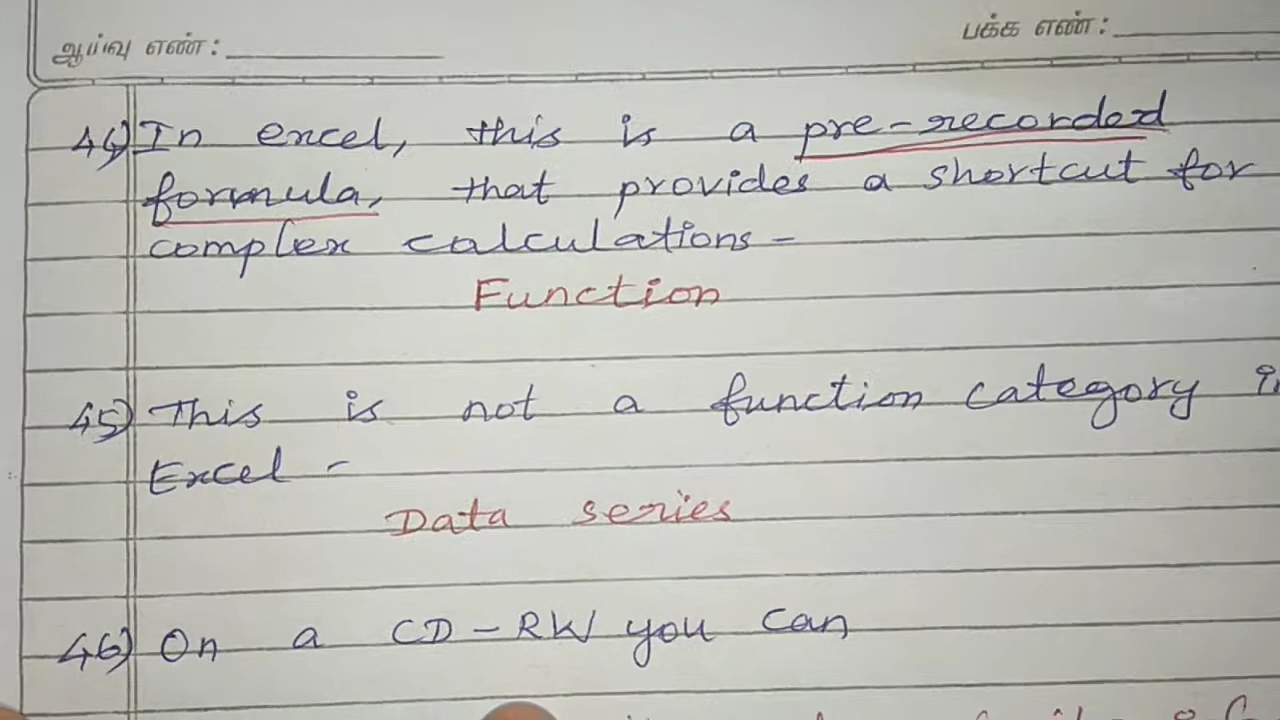 ஆய்வு எண்: பக்க எண்:
44) In excel, this is a pre-recorded
formula, that provides a shortcut for
complex calculations -
Function
45) This is not a function category in
Excel -
Data series
46) On a CD-RW you can